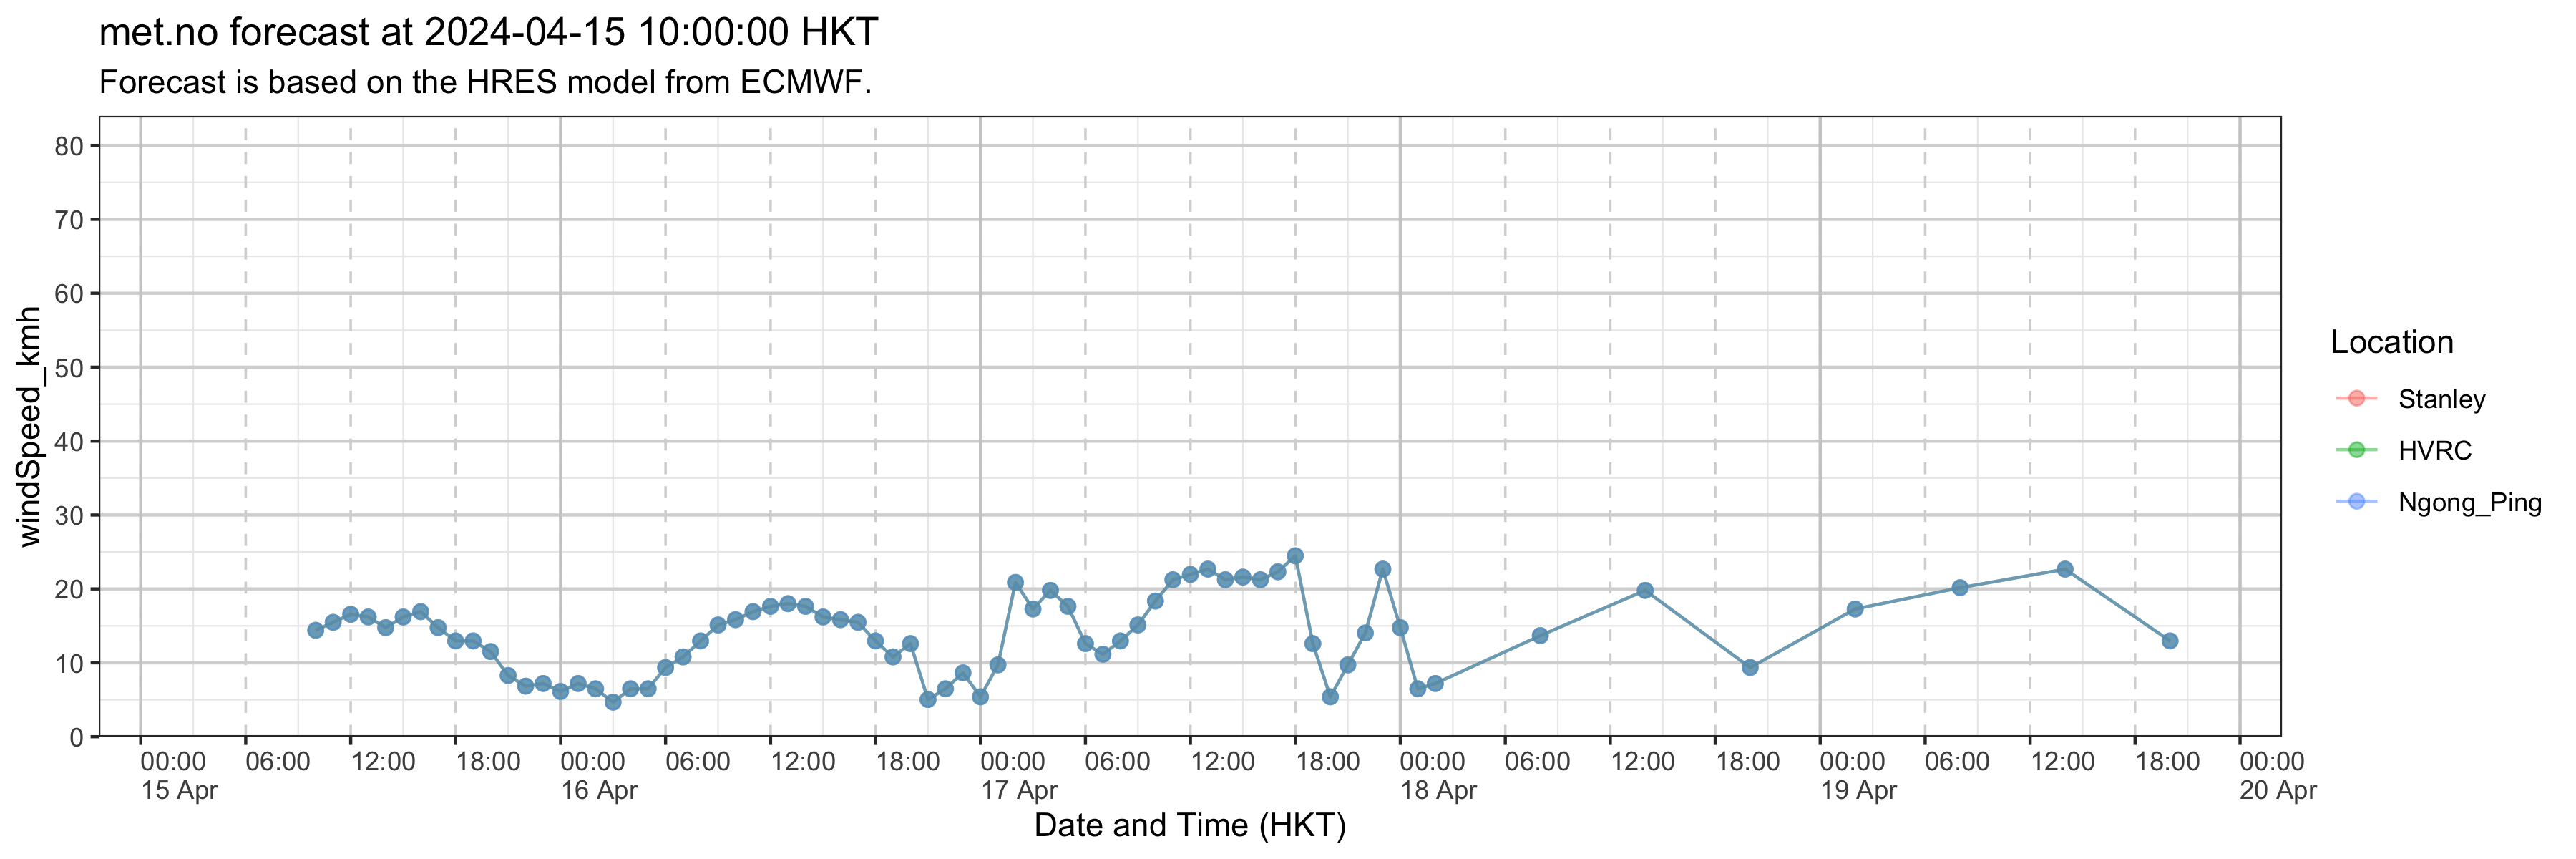 met.no forecast at 2024-04-15 10:00:00 HKT
Forecast is based on the HRES model from ECMWF.
80
70
60
50
40
30
20
10
0
windSpeed_kmh
00:00 06:00 12:00 18:00 00:00 06:00 12:00 18:00 00:00 06:00 12:00 18:00 00:00 06:00 12:00 18:00 00:00 06:00 12:00 18:00 00:00
15 Apr 16 Apr 17 Apr 18 Apr 19 Apr 20 Apr
Date and Time (HKT)
Location
Stanley
HVRC
Ngong_Ping